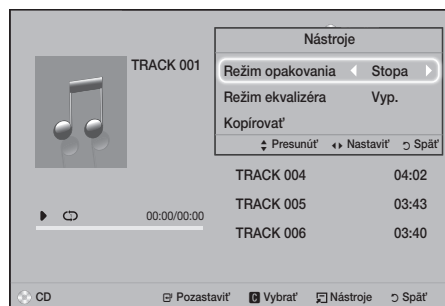 Nástroje
TRACK 001
Režim opakovania Stopa
Režim ekvalizéra Vyp.
Kopírovať
Presunúť Nastaviť Späť
TRACK 004 04:02
TRACK 005 03:43
00:00/00:00
TRACK 006 03:40
CD Pozastaviť C Vybrať Nástroje Späť